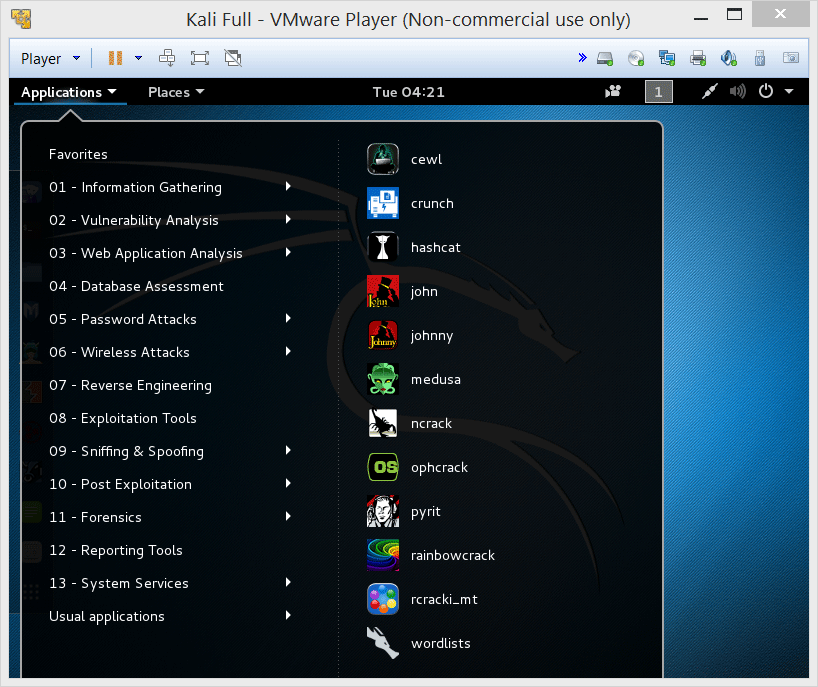 Kali Full - VMware Player (Non-commercial use only)
Player
Applications Places Tue 04:21 1
Favorites
01 - Information Gathering
02 - Vulnerability Analysis
03 - Web Application Analysis
04 - Database Assessment
05 - Password Attacks
06 - Wireless Attacks
07 - Reverse Engineering
08 - Exploitation Tools
09 - Sniffing & Spoofing
10 - Post Exploitation
11 - Forensics
12 - Reporting Tools
13 - System Services
Usual applications
cewl
crunch
hashcat
john
johnny
medusa
ncrack
ophcrack
pyrit
rainbowcrack
rcracki_mt
wordlists
John
Johnny
OS